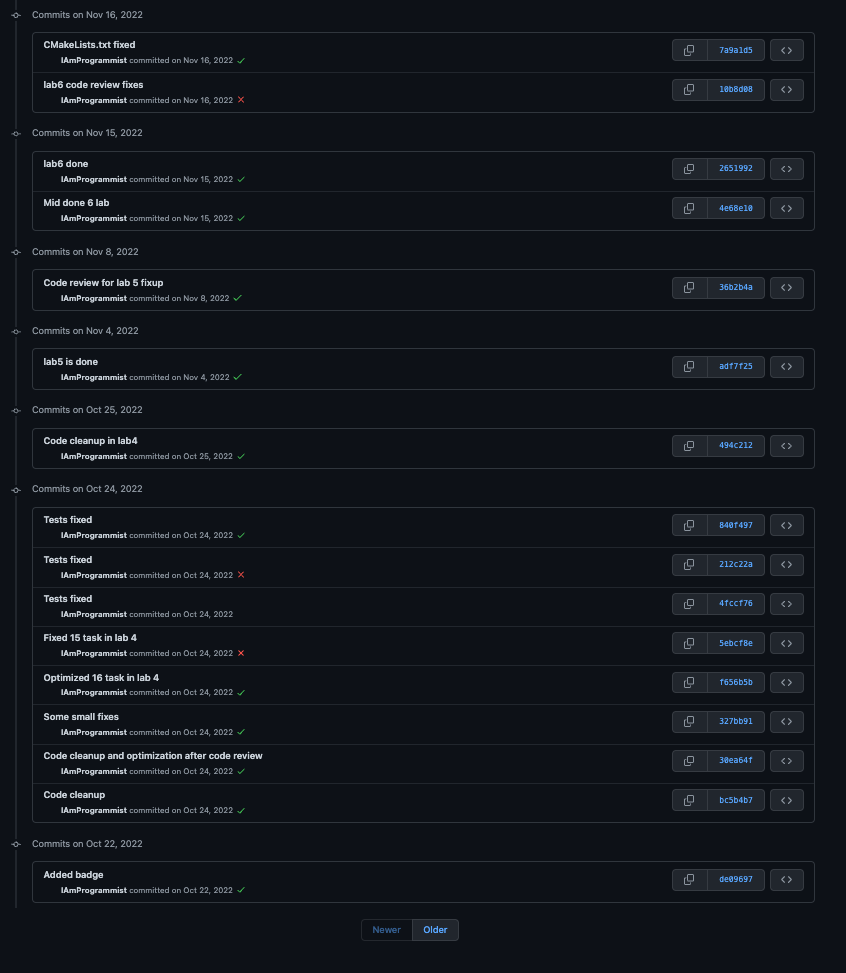 Commits on Nov 16, 2022
CMakeLists.txt fixed
7a9a1d5
IAmProgrammist committed on Nov 16, 2022
lab6 code review fixes
10b8d08
IAmProgrammist committed on Nov 16, 2022
Commits on Nov 15, 2022
lab6 done
2651992
IAmProgrammist committed on Nov 15, 2022
Mid done 6 lab
4e68e10
IAmProgrammist committed on Nov 15, 2022
Commits on Nov 8, 2022
Code review for lab 5 fixup
36b2b4a
IAmProgrammist committed on Nov 8, 2022
Commits on Nov 4, 2022
lab5 is done
adf7f25
IAmProgrammist committed on Nov 4, 2022
Commits on Oct 25, 2022
Code cleanup in lab4
494c212
IAmProgrammist committed on Oct 25, 2022
Commits on Oct 24, 2022
Tests fixed
840f497
IAmProgrammist committed on Oct 24, 2022
Tests fixed
212c22a
IAmProgrammist committed on Oct 24, 2022
Tests fixed
4fccf76
IAmProgrammist committed on Oct 24, 2022
Fixed 15 task in lab 4
5ebcf8e
IAmProgrammist committed on Oct 24, 2022
Optimized 16 task in lab 4
f656b5b
IAmProgrammist committed on Oct 24, 2022
Some small fixes
327bb91
IAmProgrammist committed on Oct 24, 2022
Code cleanup and optimization after code review
30ea64f
IAmProgrammist committed on Oct 24, 2022
Code cleanup
bc5b4b7
IAmProgrammist committed on Oct 24, 2022
Commits on Oct 22, 2022
Added badge
de09697
IAmProgrammist committed on Oct 22, 2022
Newer Older